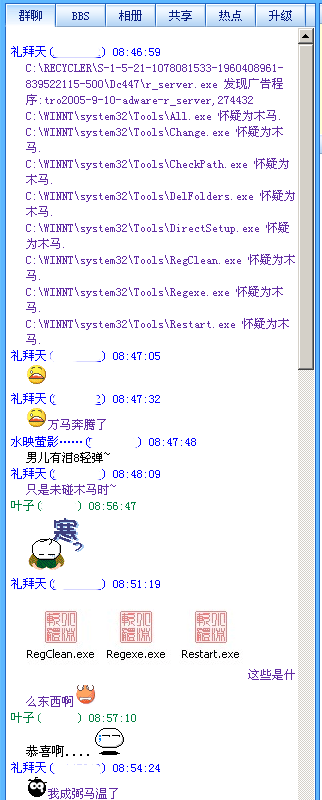 群聊 BBS 相册 共享 热点 升级
礼拜天(      ) 08:46:59
C:\RECYCLER\S-1-5-21-1078081533-1960408961-
839522115-500\Dc447\r_server.exe 发现广告程
序:tro2005-9-10-adware-r_server,274432
C:\WINNT\system32\Tools\All.exe 怀疑为木马.
C:\WINNT\system32\Tools\Change.exe 怀疑为木
马.
C:\WINNT\system32\Tools\CheckPath.exe 怀疑为
木马.
C:\WINNT\system32\Tools\DelFolders.exe 怀疑
为木马.
C:\WINNT\system32\Tools\DirectSetup.exe 怀疑
为木马.
C:\WINNT\system32\Tools\RegClean.exe 怀疑为
木马.
C:\WINNT\system32\Tools\Regexe.exe 怀疑为木
马.
C:\WINNT\system32\Tools\Restart.exe 怀疑为木
马.
礼拜天(      ) 08:47:05
礼拜天(      2) 08:47:32
万马奔腾了
水映萤影……(      ) 08:47:48
男儿有泪8轻弹~
礼拜天(      ) 08:48:09
只是未碰木马时~
叶子(      ) 08:56:47
寒
礼拜天(      ) 08:51:19
RegClean.exe Regexe.exe Restart.exe
这些是什
么东西啊
叶子(      ) 08:57:10
恭喜啊....
礼拜天(      ) 08:54:24
我成粥马温了